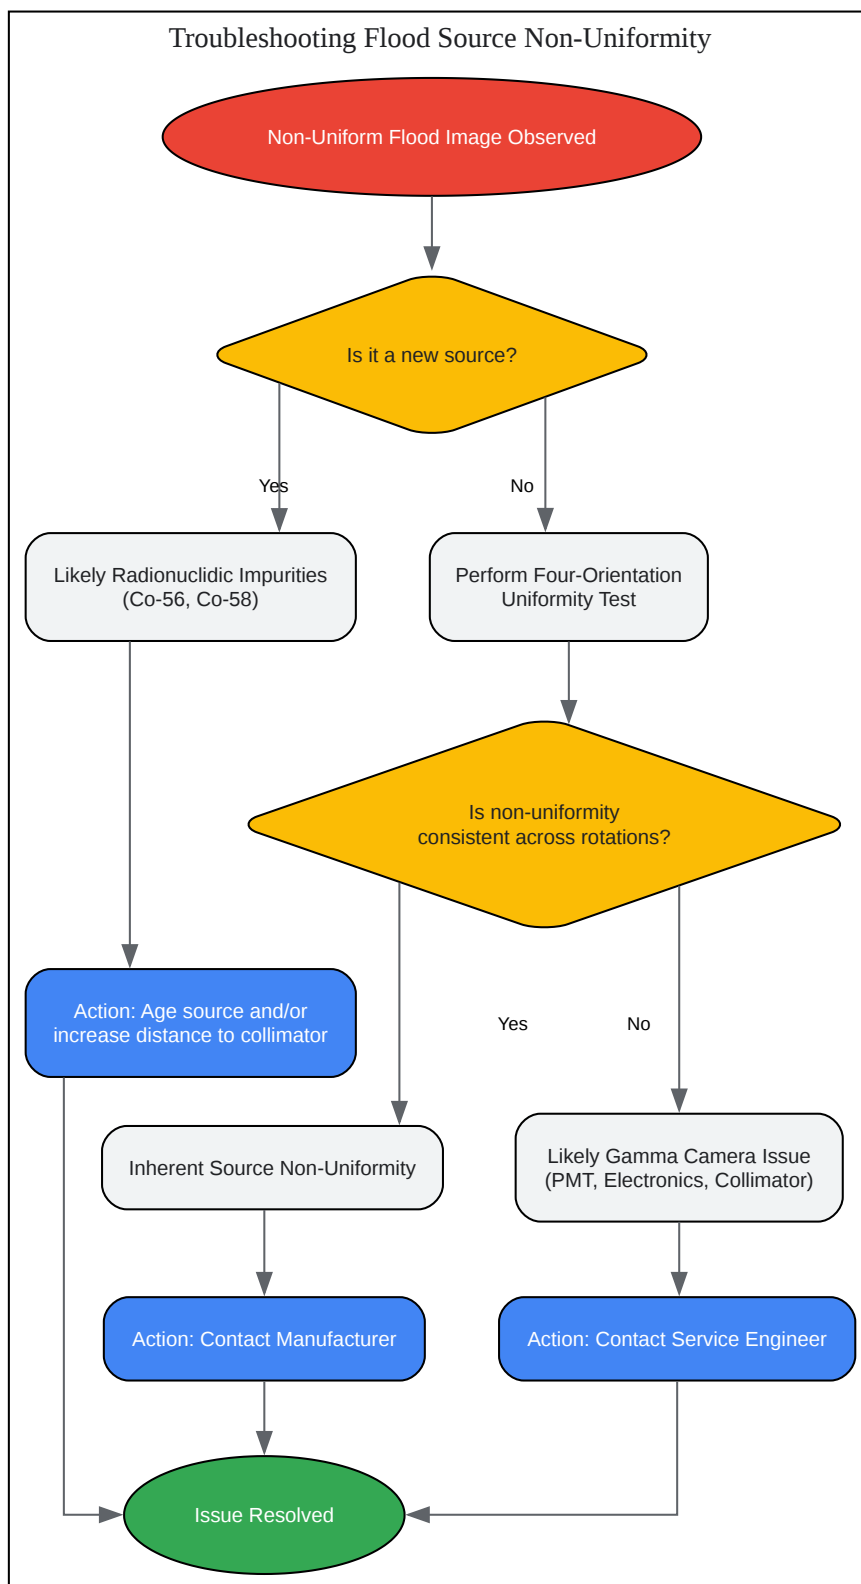 Troubleshooting Flood Source Non-Uniformity
Non-Uniform Flood Image Observed
Is it a new source?
Yes
No
Likely Radionuclidic Impurities
(Co-56, Co-58)
Perform Four-Orientation
Uniformity Test
Is non-uniformity
consistent across rotations?
Action: Age source and/or
increase distance to collimator
Yes
No
Inherent Source Non-Uniformity
Likely Gamma Camera Issue
(PMT, Electronics, Collimator)
Action: Contact Manufacturer
Action: Contact Service Engineer
Issue Resolved